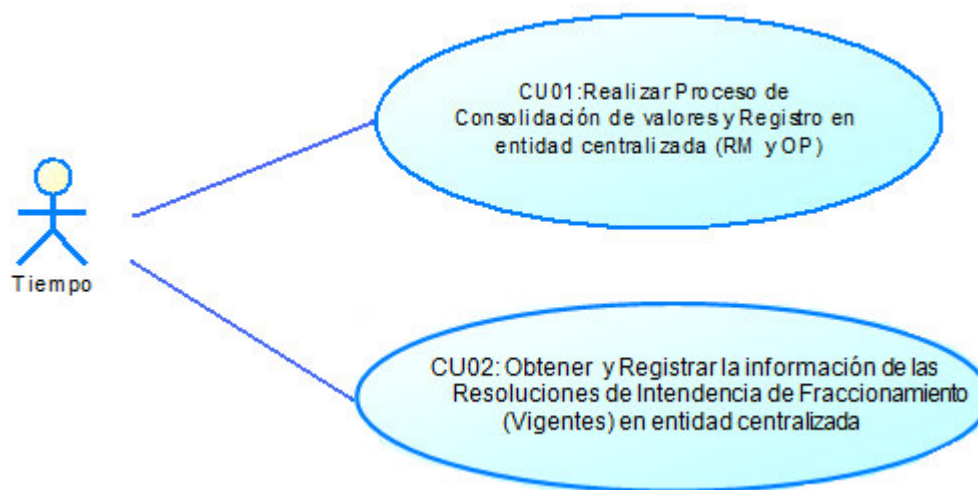 CU01:Realizar Proceso de
Consolidación de valores y Registro en
entidad centralizada (RM y OP)
Tiempo
CU02: Obtener y Registrar la información de las
Resoluciones de Intendencia de Fraccionamiento
(Vigentes) en entidad centralizada